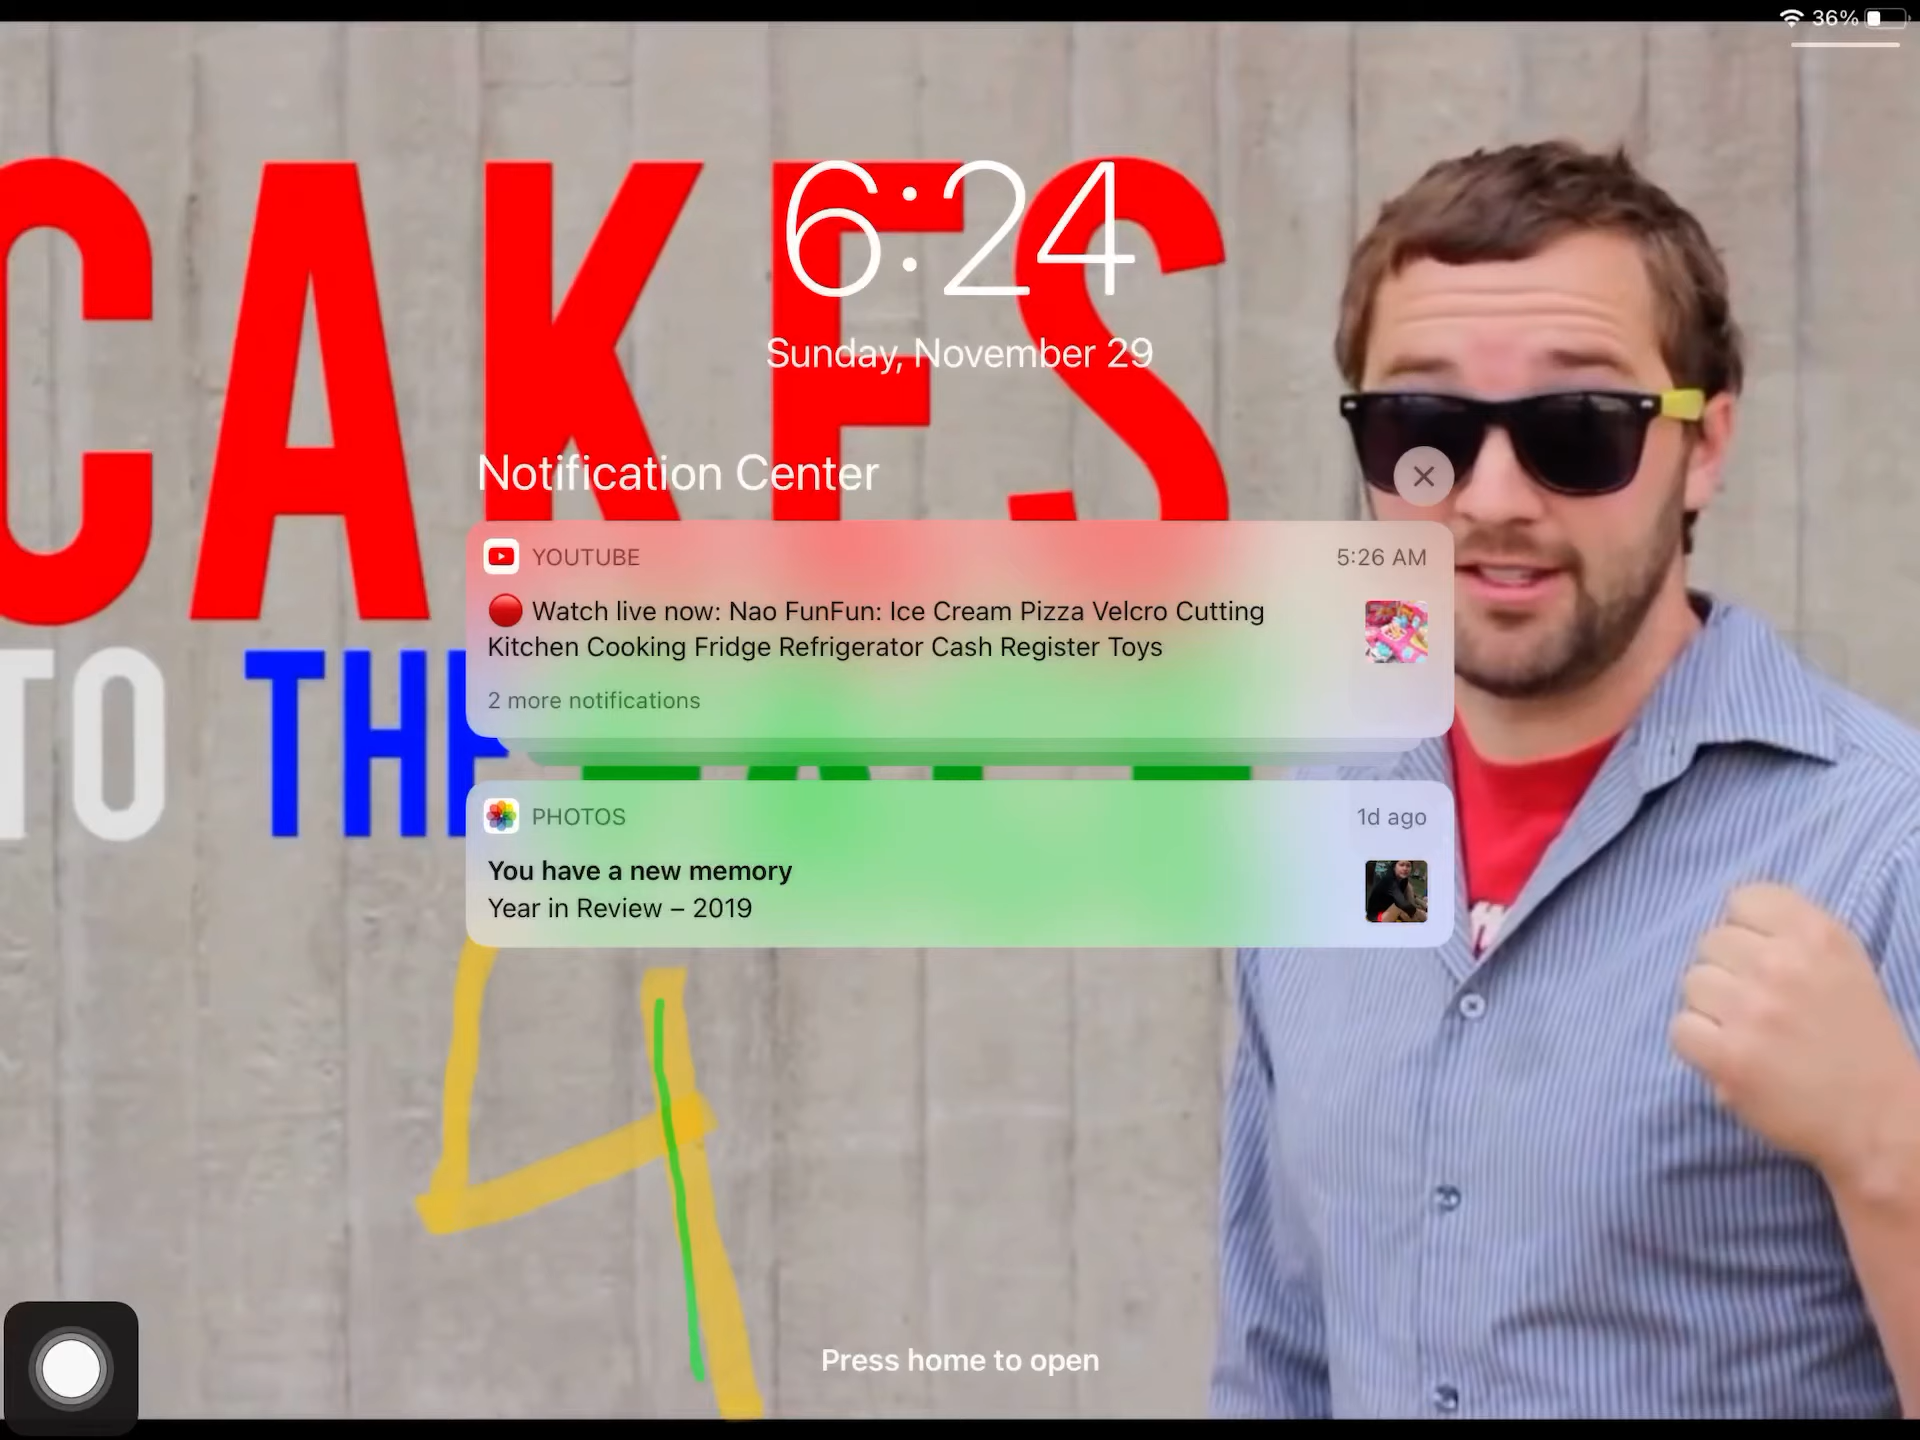 36%
CAKES
6:24
Sunday, November 29
Notification Center
YOUTUBE 5:26 AM
🔴 Watch live now: Nao FunFun: Ice Cream Pizza Velcro Cutting
Kitchen Cooking Fridge Refrigerator Cash Register Toys
2 more notifications
TO THE
PHOTOS 1d ago
You have a new memory
Year in Review – 2019
4
Press home to open